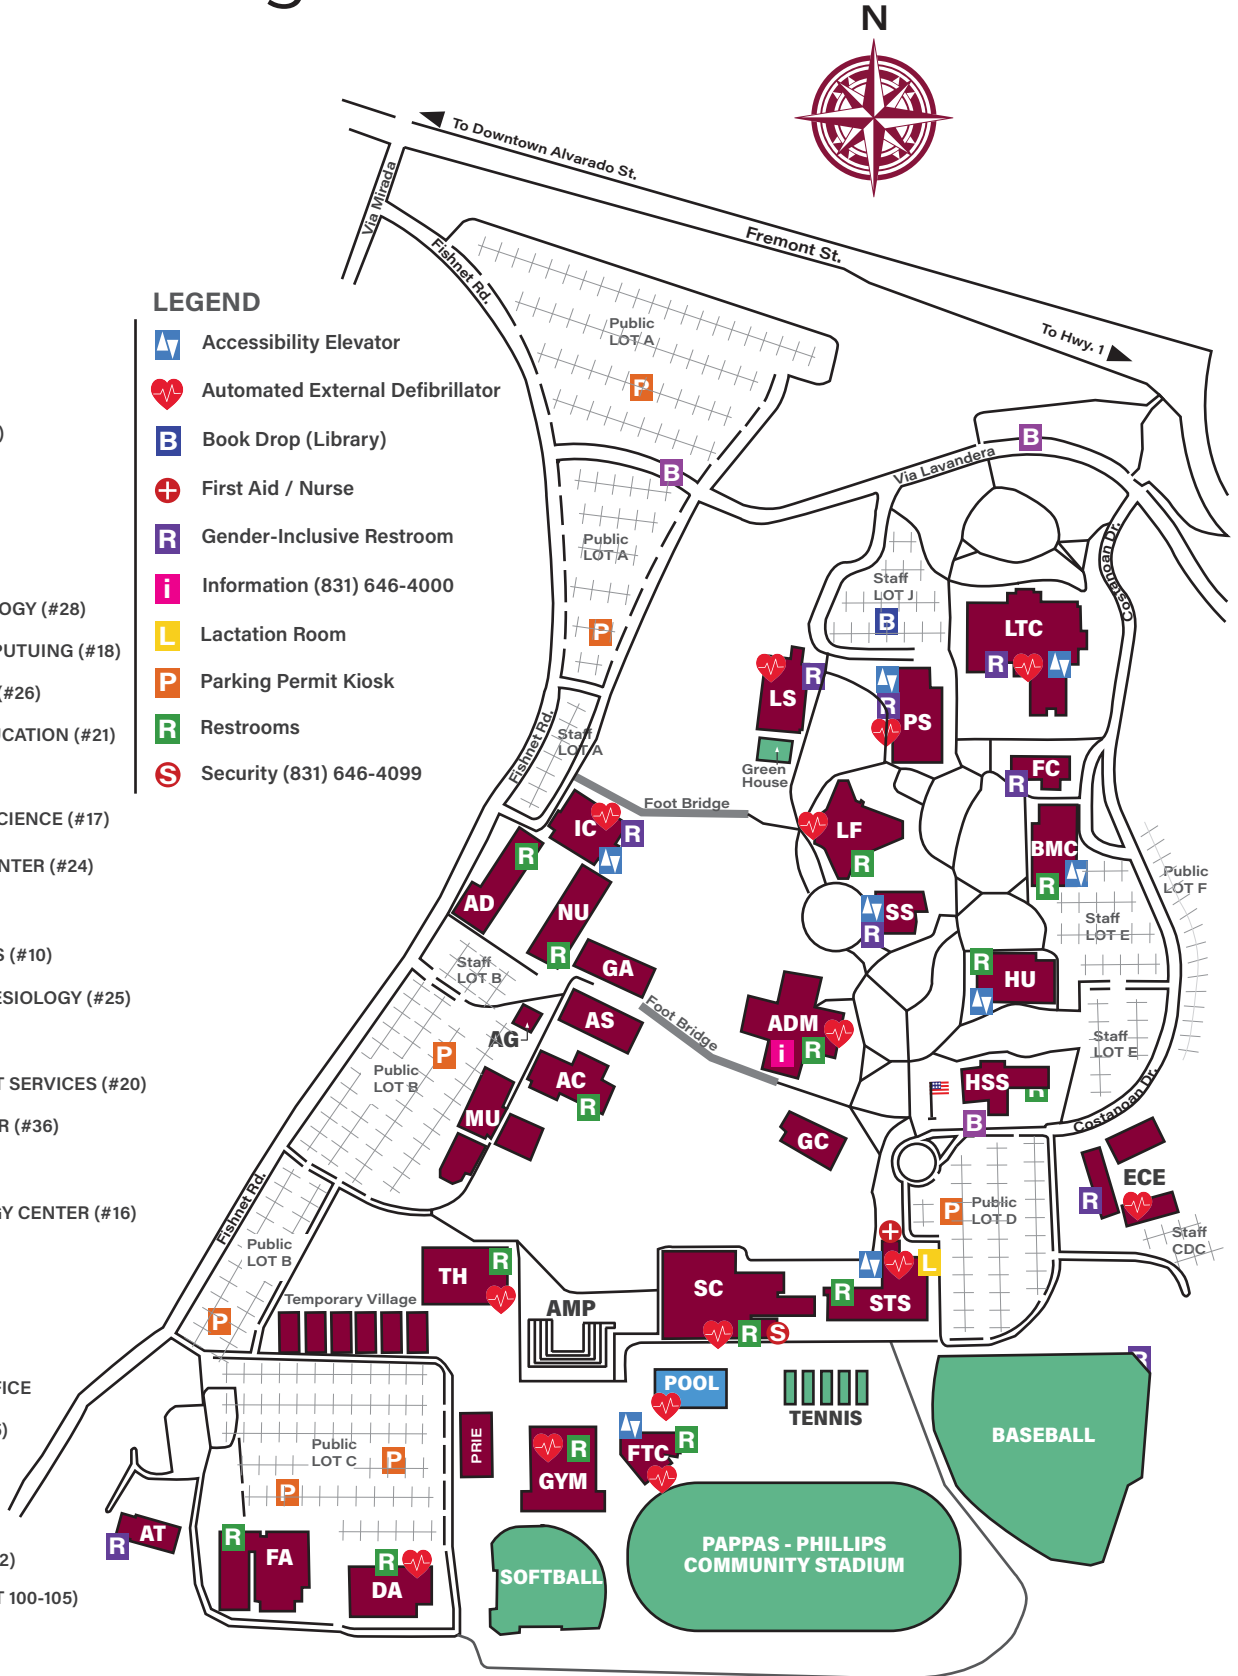 g
N
To Downtown Alvarado St.
Via Mirada
Fremont St.
Fishnet Rd.
To Hwy. 1
LEGEND
Accessibility Elevator
Automated External Defibrillator
B
Book Drop (Library)
First Aid / Nurse
R
Gender-Inclusive Restroom
i
Information (831) 646-4000
L
Lactation Room
P
Parking Permit Kiosk
R
Restrooms
S
Security (831) 646-4099
)
OGY (#28)
PUTUING (#18)
(#26)
UCATION (#21)
CIENCE (#17)
NTER (#24)
S (#10)
ESIOLOGY (#25)
T SERVICES (#20)
R (#36)
GY CENTER (#16)
FICE
)
2)
T 100-105)
Public
LOT A
P
B
B
Via Lavandera
Public
LOT A
P
Costanoan Dr.
Staff
LOT J
B
LTC
R
LS
R
R
PS
Green
House
FC
R
Fishnet Rd.
Staff
LOT A
Foot Bridge
IC
R
R
LF
R
BMC
R
Public
LOT F
AD
NU
R
SS
R
Staff
LOT E
Staff
LOT B
GA
R
HU
Foot Bridge
AS
AG
ADM
i
R
Staff
LOT E
P
Public
LOT B
AC
R
MU
HSS
R
B
Costanoan Dr.
GC
ECE
R
Fishnet Rd.
P
Public
LOT D
Staff
CDC
Public
LOT B
P
Temporary Village
TH
R
AMP
SC
R
S
R
STS
L
POOL
TENNIS
R
BASEBALL
Public
LOT C
P
P
PRIE
GYM
R
FTC
R
AT
R
R
FA
R
DA
SOFTBALL
PAPPAS - PHILLIPS
COMMUNITY STADIUM